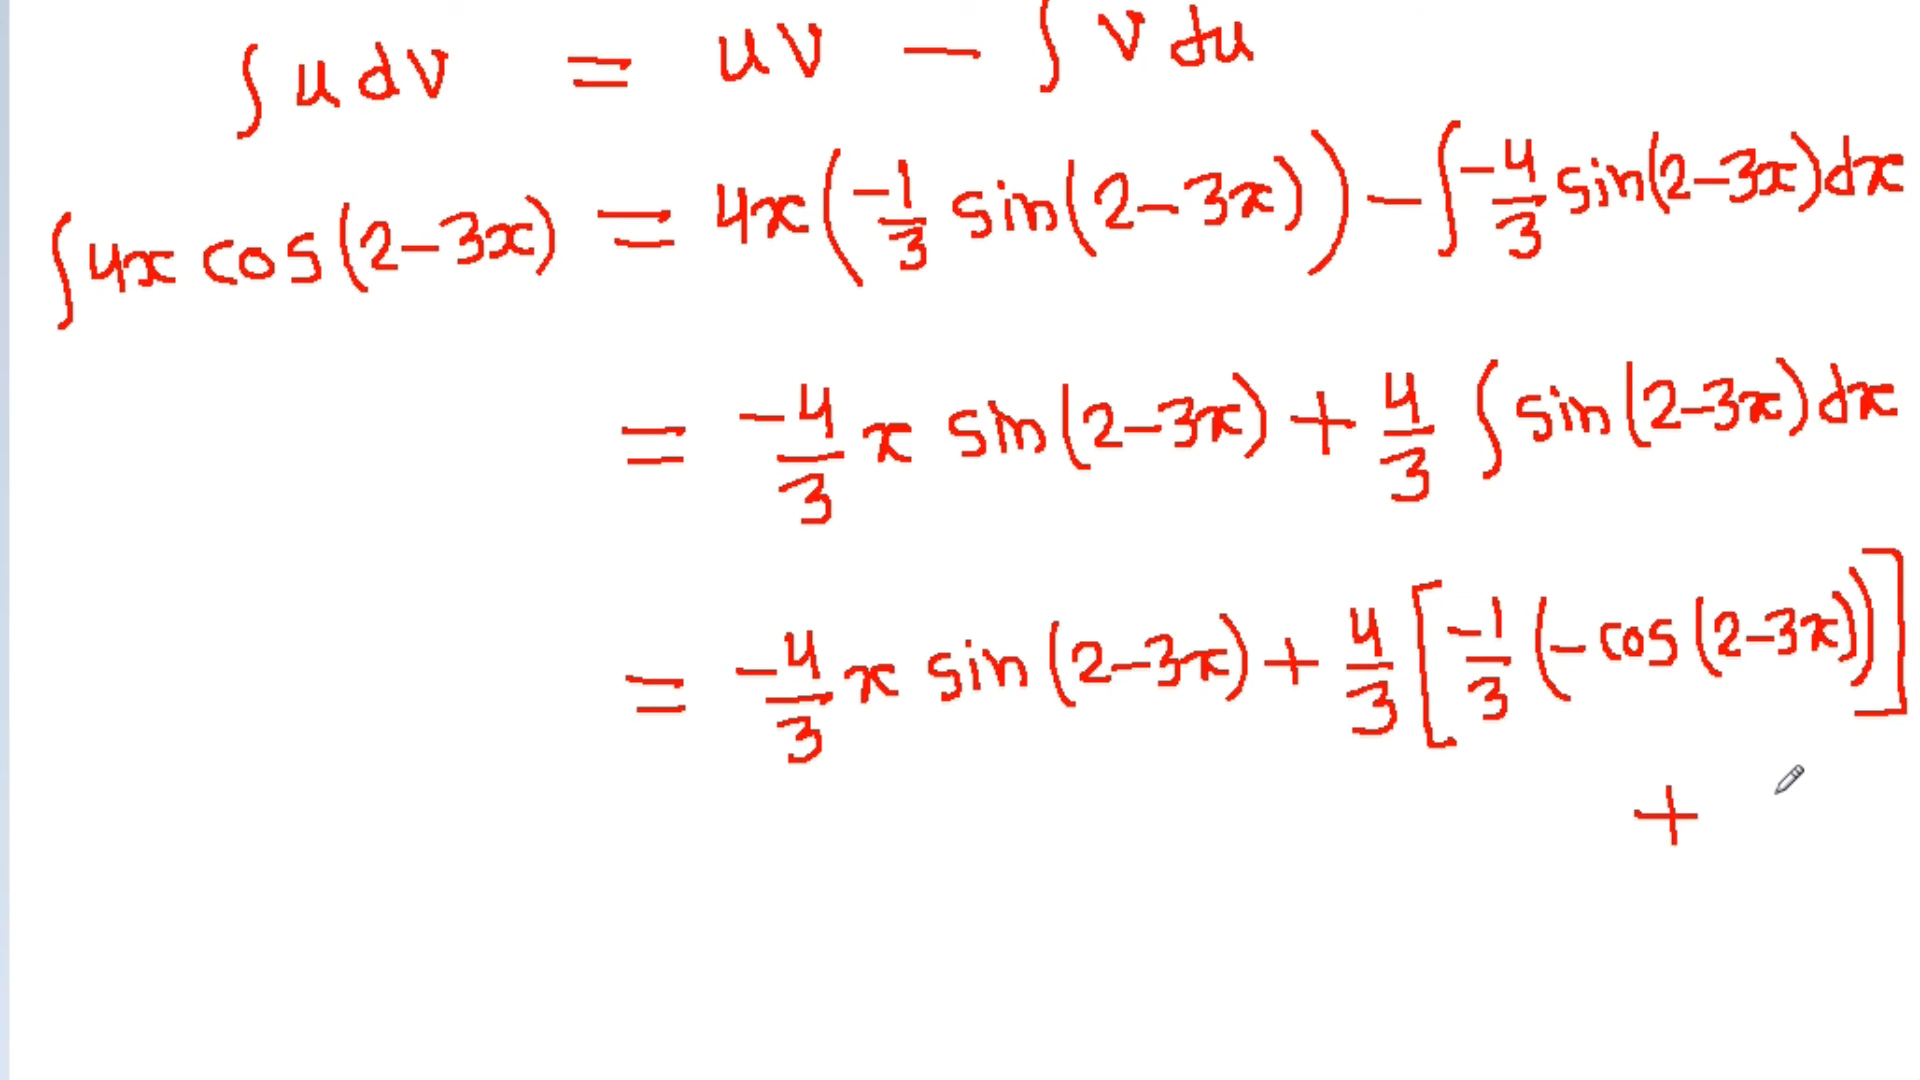 ∫ u dv = uv − ∫ v du
∫ 4x cos(2−3x) = 4x(−1/3 sin(2−3x)) − ∫ −4/3 sin(2−3x)dx
= −4/3 x sin(2−3x) + 4/3 ∫ sin(2−3x)dx
= −4/3 x sin(2−3x) + 4/3 [−1/3 (−cos(2−3x))]
+